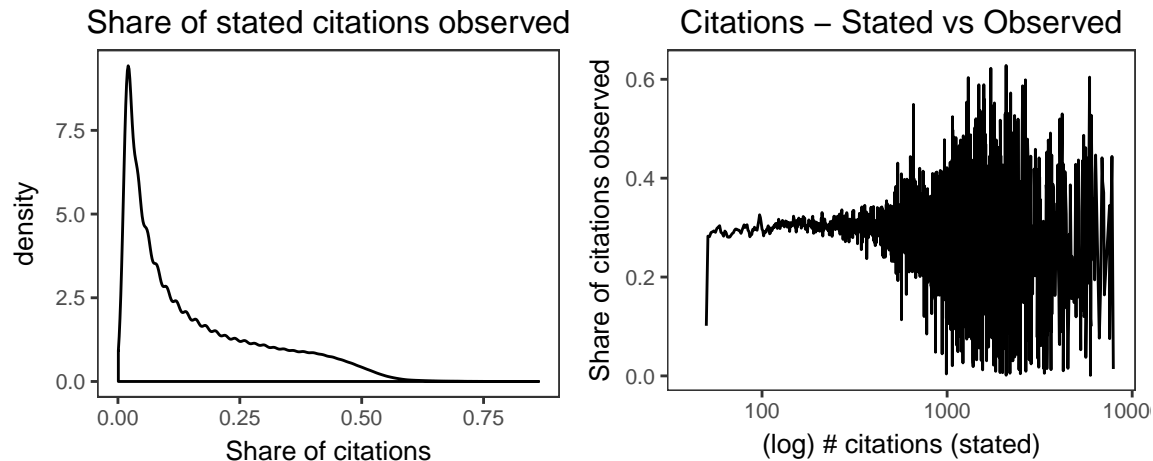 Share of stated citations observed
7.5
5.0
2.5
0.0
density
0.00 0.25 0.50 0.75
Share of citations
Citations – Stated vs Observed
0.6
0.4
0.2
0.0
Share of citations observed
100 1000 1000
(log) # citations (stated)